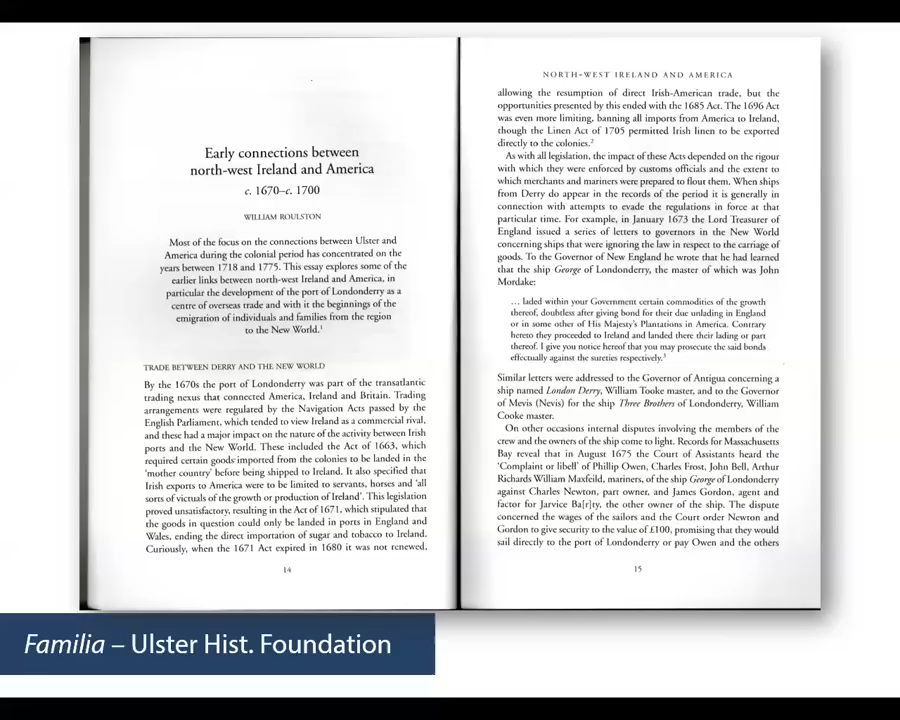 Early connections between
north-west Ireland and America
c. 1670–c. 1700
WILLIAM ROULSTON
Most of the focus on the connections between Ulster and
America during the colonial period has concentrated on the
years between 1718 and 1775. This essay explores some of the
earlier links between north-west Ireland and America, in
particular the development of the port of Londonderry as a
centre of overseas trade and with it the beginnings of the
emigration of individuals and families from the region
to the New World.¹
TRADE BETWEEN DERRY AND THE NEW WORLD
By the 1670s the port of Londonderry was part of the transatlantic
trading nexus that connected America, Ireland and Britain. Trading
arrangements were regulated by the Navigation Acts passed by the
English Parliament, which tended to view Ireland as a commercial rival,
and these had a major impact on the nature of the activity between Irish
ports and the New World. These included the Act of 1663, which
required certain goods imported from the colonies to be landed in the
‘mother country’ before being shipped to Ireland. It also specified that
Irish exports to America were to be limited to servants, horses and ‘all
sorts of victuals of the growth or production of Ireland’. This legislation
proved unsatisfactory, resulting in the Act of 1671, which stipulated that
the goods in question could only be landed in ports in England and
Wales, ending the direct importation of sugar and tobacco to Ireland.
Curiously, when the 1671 Act expired in 1680 it was not renewed,
14
NORTH-WEST IRELAND AND AMERICA
allowing the resumption of direct Irish-American trade, but the
opportunities presented by this ended with the 1685 Act. The 1696 Act
was even more limiting, banning all imports from America to Ireland,
though the Linen Act of 1705 permitted Irish linen to be exported
directly to the colonies.²
As with all legislation, the impact of these Acts depended on the rigour
with which they were enforced by customs officials and the extent to
which merchants and mariners were prepared to flout them. When ships
from Derry do appear in the records of the period it is generally in
connection with attempts to evade the regulations in force at that
particular time. For example, in January 1673 the Lord Treasurer of
England issued a series of letters to governors in the New World
concerning ships that were ignoring the law in respect to the carriage of
goods. To the Governor of New England he wrote that he had learned
that the ship George of Londonderry, the master of which was John
Mordake:
… laded within your Government certain commodities of the growth
thereof, doubtless after giving bond for their due unlading in England
or in some other of His Majesty’s Plantations in America. Contrary
hereto they proceeded to Ireland and landed there their lading or part
thereof. I give you notice hereof that you may prosecute the said bonds
effectually against the sureties respectively.³
Similar letters were addressed to the Governor of Antigua concerning a
ship named London Derry, William Tooke master, and to the Governor
of Mevis (Nevis) for the ship Three Brothers of Londonderry, William
Cooke master.
On other occasions internal disputes involving the members of the
crew and the owners of the ship come to light. Records for Massachusetts
Bay reveal that in August 1675 the Court of Assistants heard the
‘Complaint or libell’ of Phillip Owen, Charles Frost, John Bell, Arthur
Richards William Maxfeild, mariners, of the ship George of Londonderry
against Charles Newton, part owner, and James Gordon, agent and
factor for Jarvice Ba[r]ty, the other owner of the ship. The dispute
concerned the wages of the sailors and the Court order Newton and
Gordon to give security to the value of £100, promising that they would
sail directly to the port of Londonderry or pay Owen and the others
15
Familia – Ulster Hist. Foundation